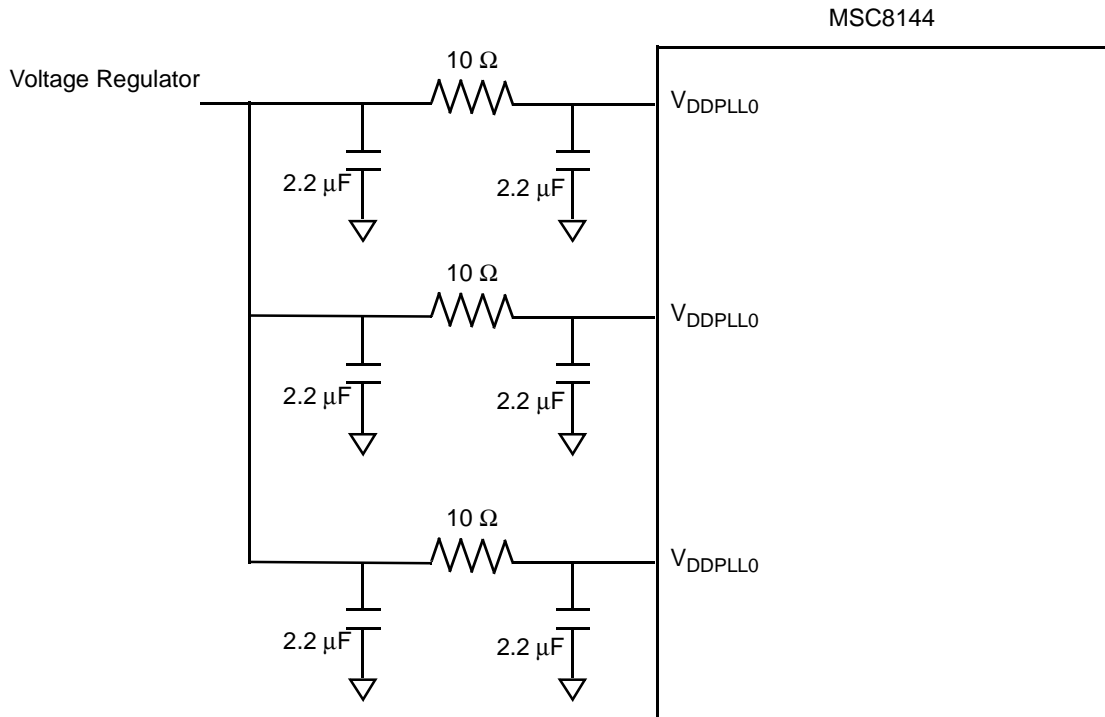 MSC8144
Voltage Regulator
10 Ω
V_DDPLL0
2.2 μF
2.2 μF
10 Ω
V_DDPLL0
2.2 μF
2.2 μF
10 Ω
V_DDPLL0
2.2 μF
2.2 μF